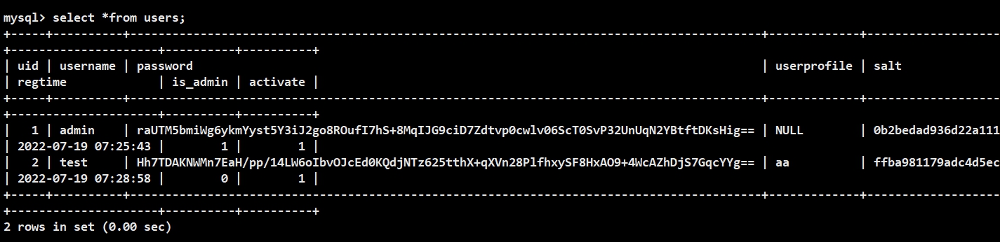 mysql> select *from users;
+-----+----------+--------------------------------------------------------------------------------------+-------------+------------------
+---------------------+----------+----------+
| uid | username | password                                                                                 | userprofile | salt
| regtime             | is_admin | activate |
+-----+----------+--------------------------------------------------------------------------------------+-------------+------------------
+---------------------+----------+----------+
|   1 | admin    | raUTM5bmiWg6ykmYyst5Y3iJ2go8ROufI7hS+8MqIJG9ciD7Zdtvp0cwlv06ScT0SvP32UnUqN2YBtftDKsHig== | NULL        | 0b2bedad936d22a111
| 2022-07-19 07:25:43 |        1 |        1 |
|   2 | test     | Hh7TDAKNWMn7EaH/pp/14LW6oIbvOJcEd0KQdjNTz625tthX+qXVn28PlfhxySF8HxAO9+4WcAZhDjS7GqcYYg== | aa          | ffba981179adc4d5ec
| 2022-07-19 07:28:58 |        0 |        1 |
+-----+----------+--------------------------------------------------------------------------------------+-------------+------------------
+---------------------+----------+----------+
2 rows in set (0.00 sec)